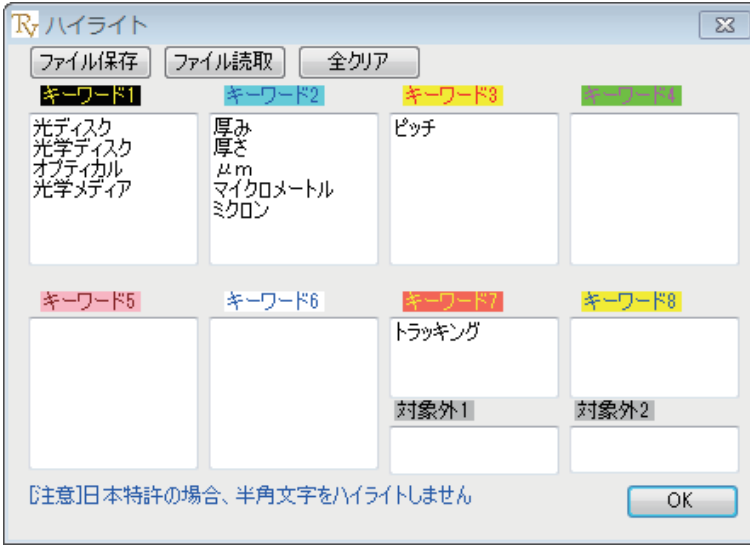 ハイライト
ファイル保存 ファイル読取 全クリア
キーワード1 キーワード2 キーワード3 キーワード4
光ディスク
光学ディスク
オプティカル
光学メディア
厚み
厚さ
μm
マイクロメートル
ミクロン
ピッチ
キーワード5 キーワード6 キーワード7 キーワード8
トラッキング
対象外1 対象外2
[注意]日本特許の場合、半角文字をハイライトしません
OK